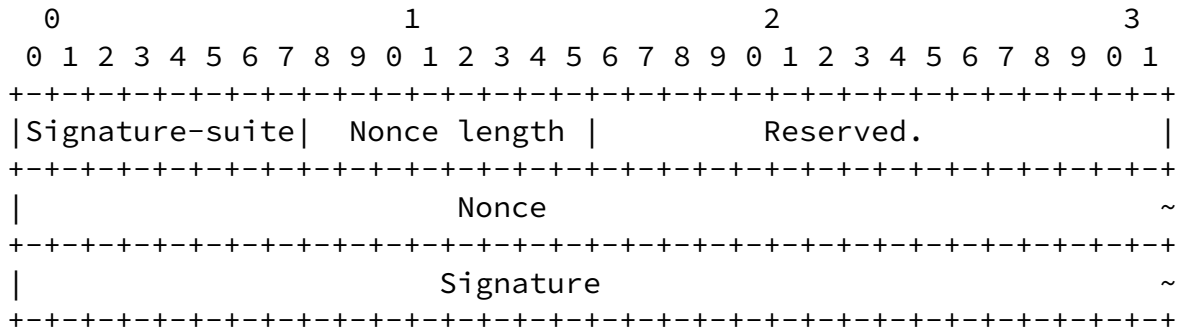 0                   1                   2                   3
0 1 2 3 4 5 6 7 8 9 0 1 2 3 4 5 6 7 8 9 0 1 2 3 4 5 6 7 8 9 0 1
+-+-+-+-+-+-+-+-+-+-+-+-+-+-+-+-+-+-+-+-+-+-+-+-+-+-+-+-+-+-+-+-+
|Signature-suite|  Nonce length |         Reserved.             |
+-+-+-+-+-+-+-+-+-+-+-+-+-+-+-+-+-+-+-+-+-+-+-+-+-+-+-+-+-+-+-+-+
|                        Nonce                                  ~
+-+-+-+-+-+-+-+-+-+-+-+-+-+-+-+-+-+-+-+-+-+-+-+-+-+-+-+-+-+-+-+-+
|                       Signature                               ~
+-+-+-+-+-+-+-+-+-+-+-+-+-+-+-+-+-+-+-+-+-+-+-+-+-+-+-+-+-+-+-+-+